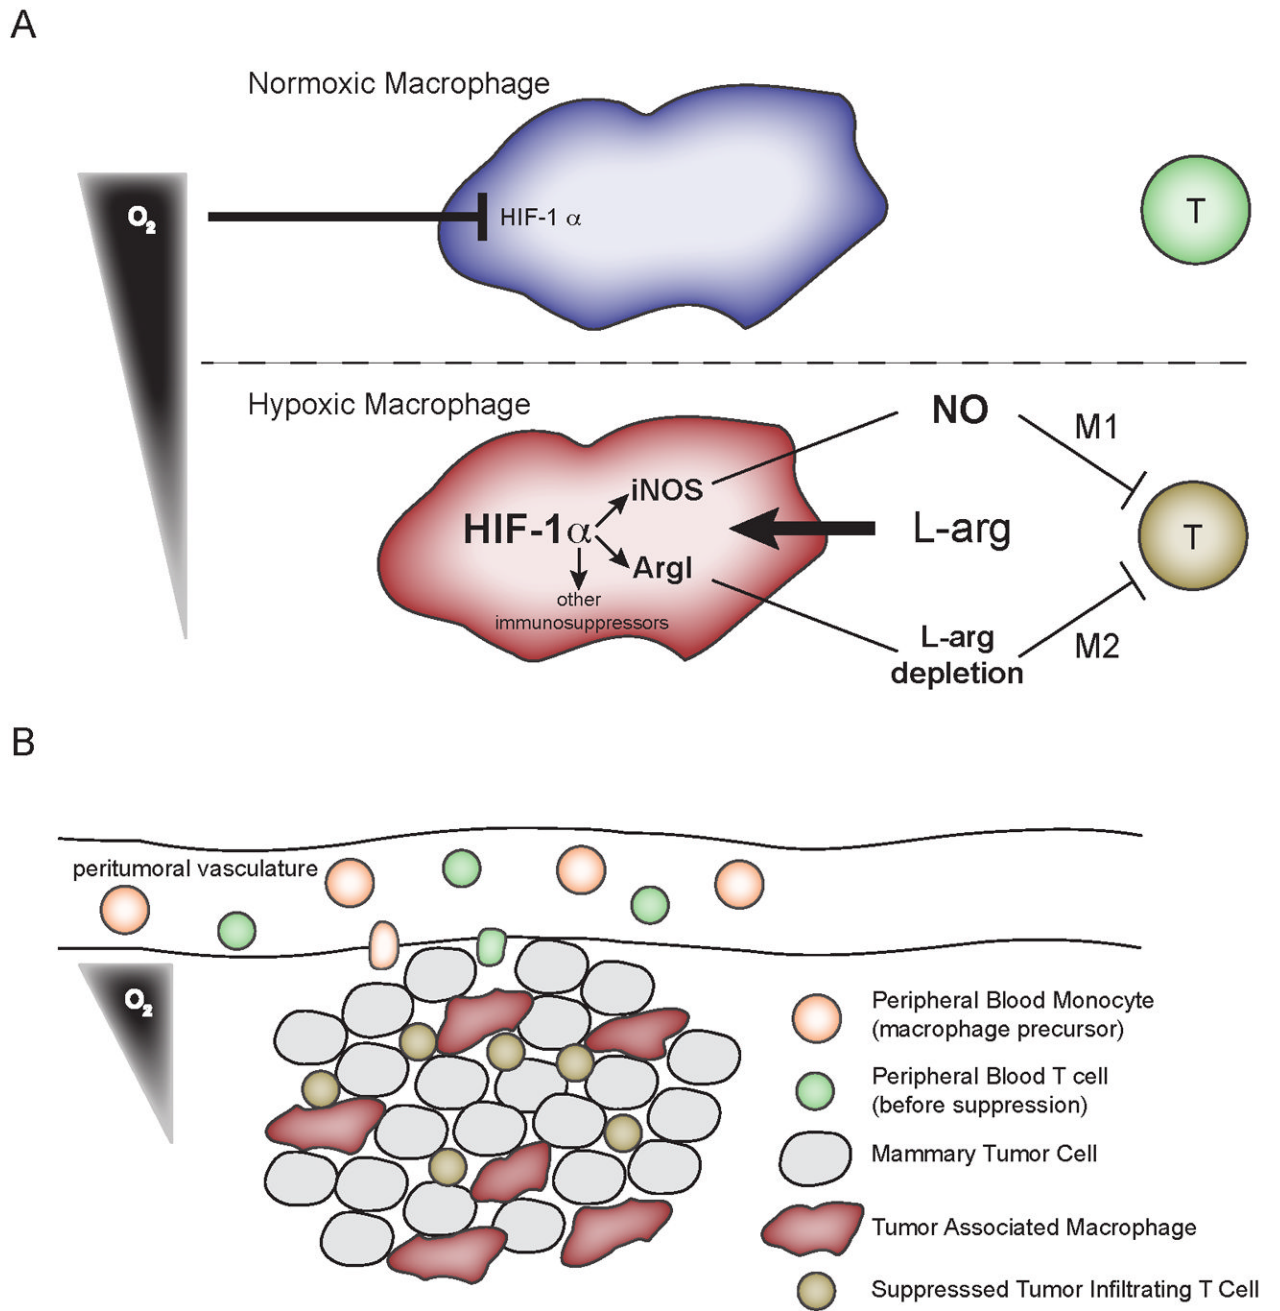 A
Normoxic Macrophage
O2
HIF-1 α
T
Hypoxic Macrophage
NO
M1
iNOS
HIF-1α
L-arg
T
ArgI
other
immunosuppressors
L-arg
depletion
M2
B
peritumoral vasculature
O2
Peripheral Blood Monocyte
(macrophage precursor)
Peripheral Blood T cell
(before suppression)
Mammary Tumor Cell
Tumor Associated Macrophage
Suppresssed Tumor Infiltrating T Cell